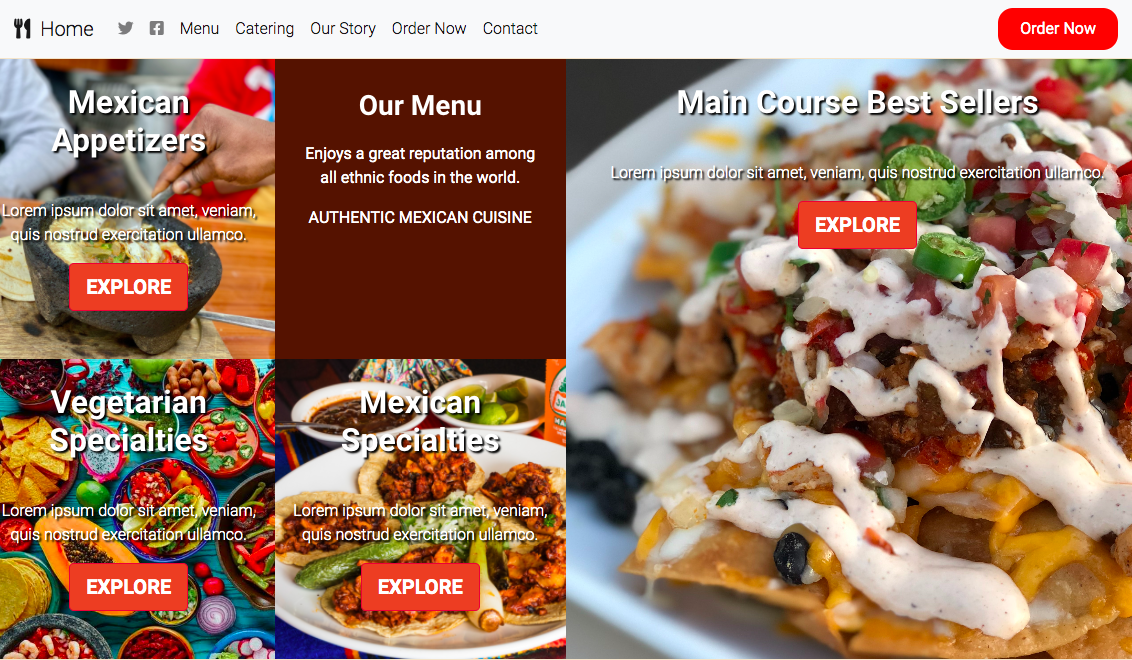 Home
Menu
Catering
Our Story
Order Now
Contact
Order Now
Mexican
Appetizers
Lorem ipsum dolor sit amet, veniam,
quis nostrud exercitation ullamco.
EXPLORE
Our Menu
Enjoys a great reputation among
all ethnic foods in the world.
AUTHENTIC MEXICAN CUISINE
Main Course Best Sellers
Lorem ipsum dolor sit amet, veniam, quis nostrud exercitation ullamco.
EXPLORE
Vegetarian
Specialties
Lorem ipsum dolor sit amet, veniam,
quis nostrud exercitation ullamco.
EXPLORE
Mexican
Specialties
Lorem ipsum dolor sit amet, veniam,
quis nostrud exercitation ullamco.
EXPLORE